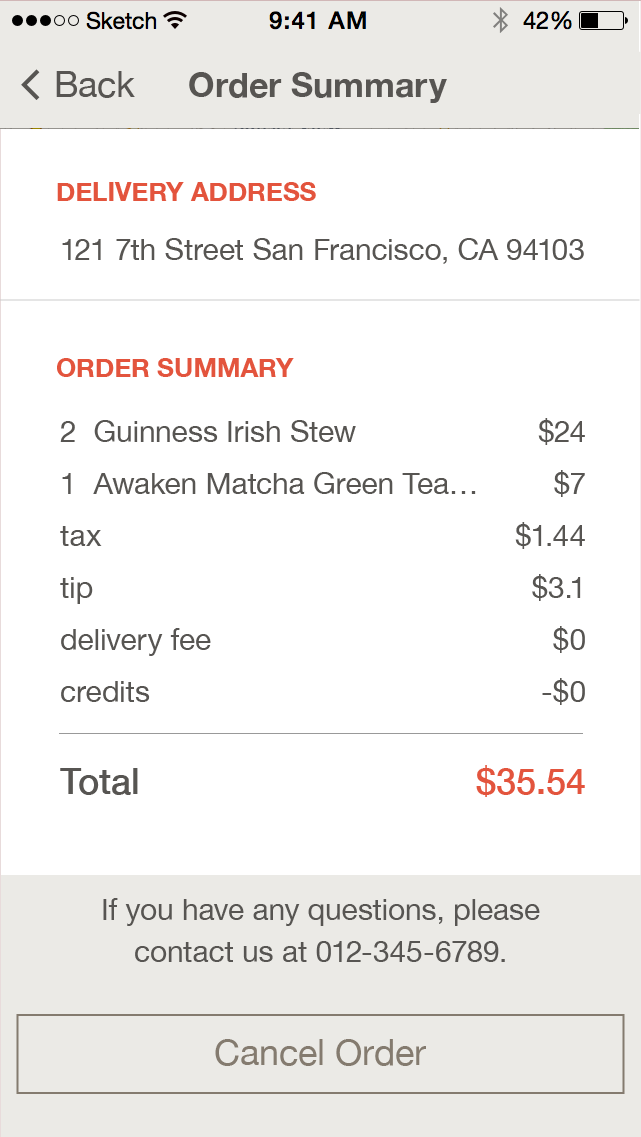 Sketch 9:41 AM 42%
Back Order Summary
DELIVERY ADDRESS
121 7th Street San Francisco, CA 94103
ORDER SUMMARY
2 Guinness Irish Stew $24
1 Awaken Matcha Green Tea... $7
tax $1.44
tip $3.1
delivery fee $0
credits -$0
Total $35.54
If you have any questions, please
contact us at 012-345-6789.
Cancel Order